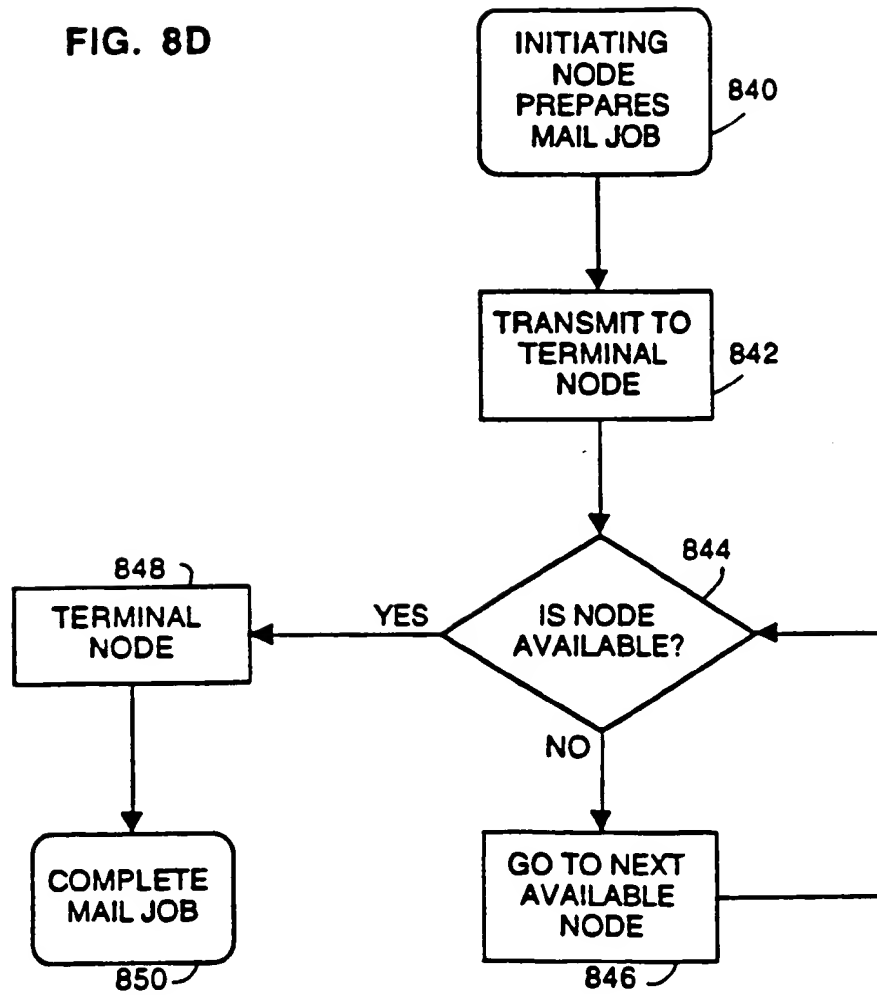 FIG. 8D
INITIATING
NODE
PREPARES
MAIL JOB
840
TRANSMIT TO
TERMINAL
NODE
842
844
IS NODE
AVAILABLE?
YES
NO
848
TERMINAL
NODE
COMPLETE
MAIL JOB
850
GO TO NEXT
AVAILABLE
NODE
846